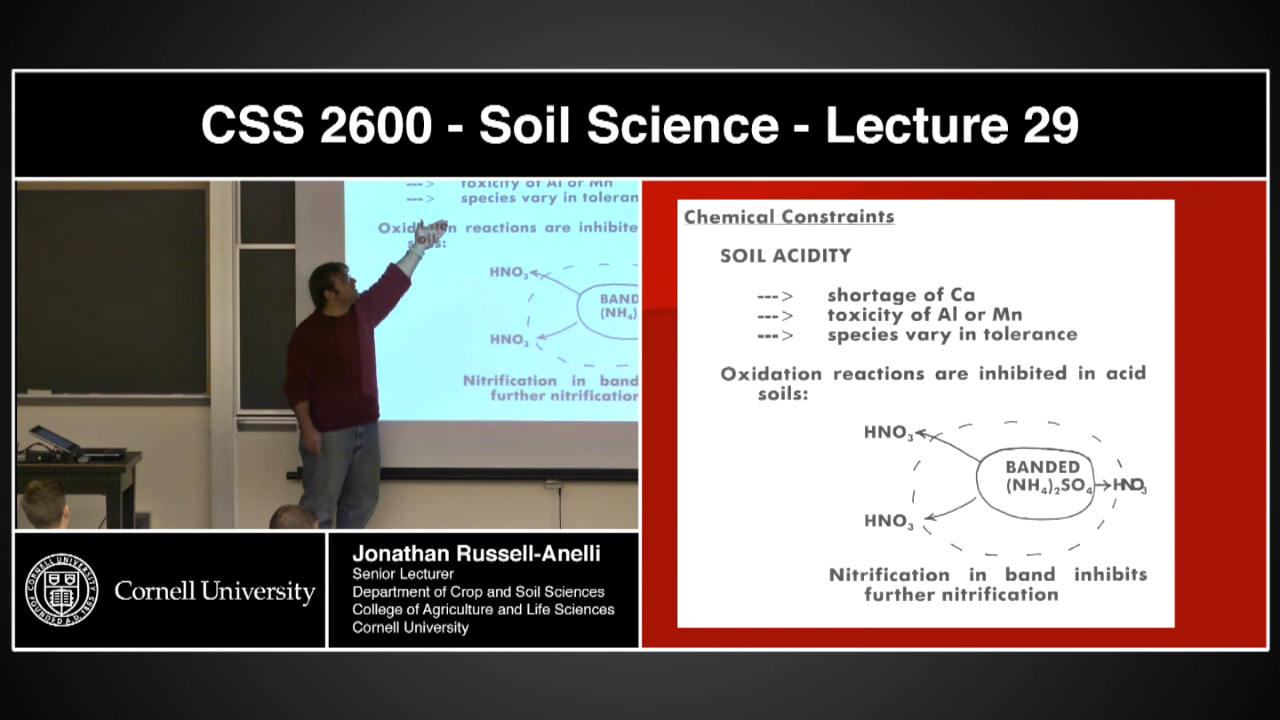 CSS 2600 - Soil Science - Lecture 29
---> toxicity of Al or Mn
---> species vary in toleran
Oxidation reactions are inhibite
soils:
HNO3
BAND
(NH4)
HNO3
Nitrification in band
further nitrification
Chemical Constraints
SOIL ACIDITY
---> shortage of Ca
---> toxicity of Al or Mn
---> species vary in tolerance
Oxidation reactions are inhibited in acid
soils:
HNO3
BANDED
(NH4)2SO4
HNO3
HNO3
Nitrification in band inhibits
further nitrification
Cornell University
Jonathan Russell-Anelli
Senior Lecturer
Department of Crop and Soil Sciences
College of Agriculture and Life Sciences
Cornell University